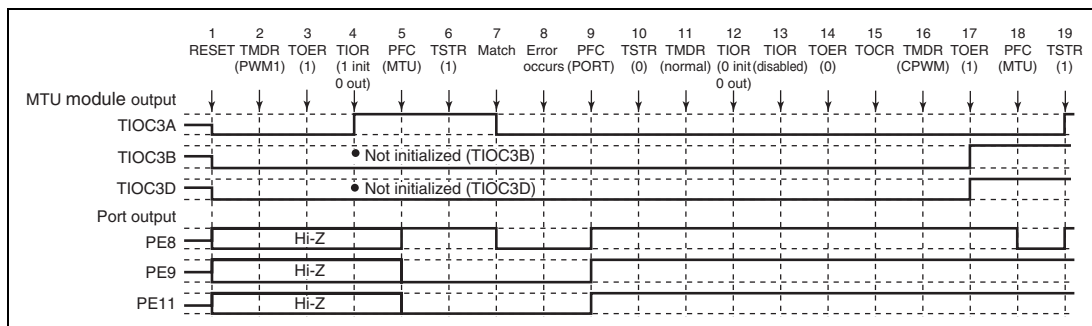 1 2 3 4 5 6 7 8 9 10 11 12 13 14 15 16 17 18 19
RESET TMDR TOER TIOR PFC TSTR Match Error PFC TSTR TMDR TIOR TIOR TOER TOCR TMDR TOER PFC TSTR
(PWM1) (1) (1 init (MTU) (1) occurs (PORT) (0) (normal) (0 init (disabled) (0) (CPWM) (1) (MTU) (1)
0 out) 0 out)
MTU module output
TIOC3A
TIOC3B • Not initialized (TIOC3B)
TIOC3D • Not initialized (TIOC3D)
Port output
PE8 Hi-Z
PE9 Hi-Z
PE11 Hi-Z